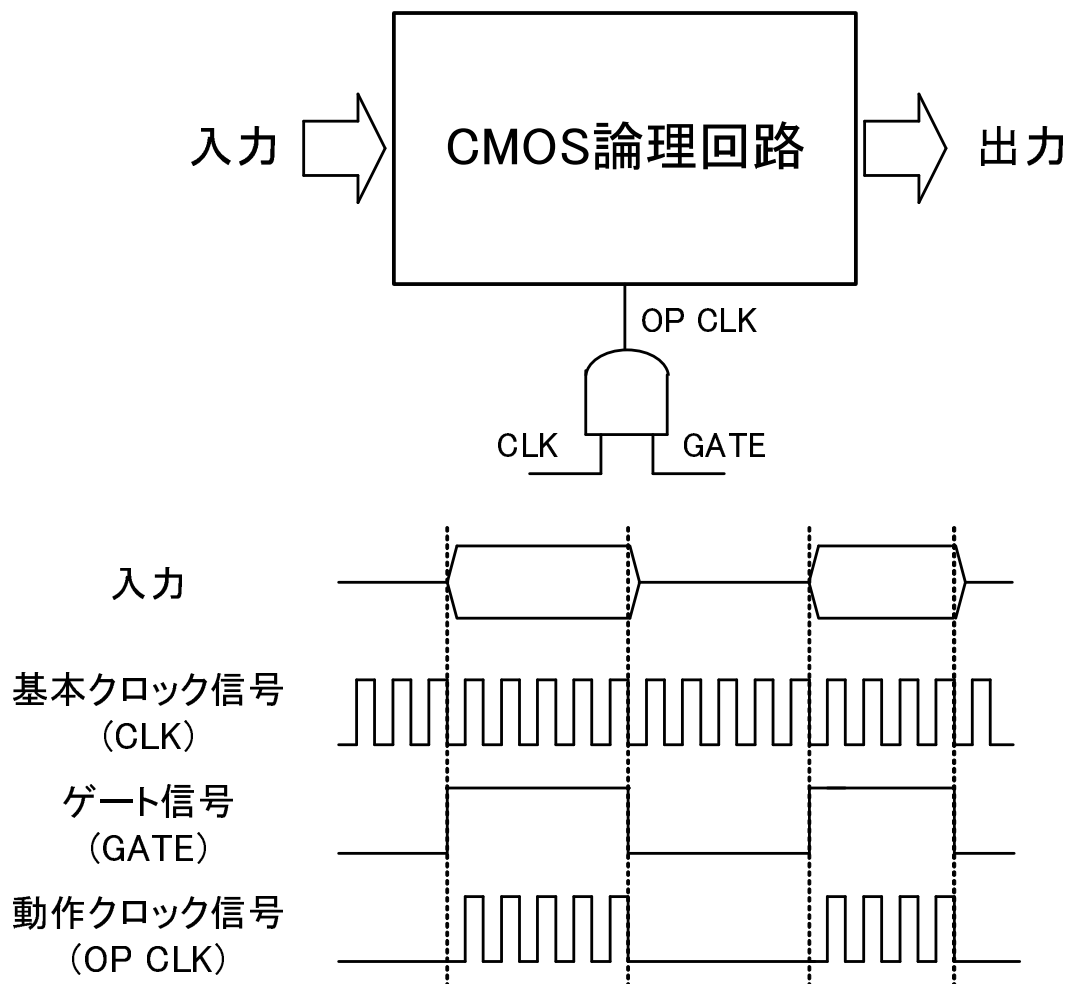 入力
CMOS論理回路
出力
OP CLK
CLK
GATE
入力
基本クロック信号
(CLK)
ゲート信号
(GATE)
動作クロック信号
(OP CLK)